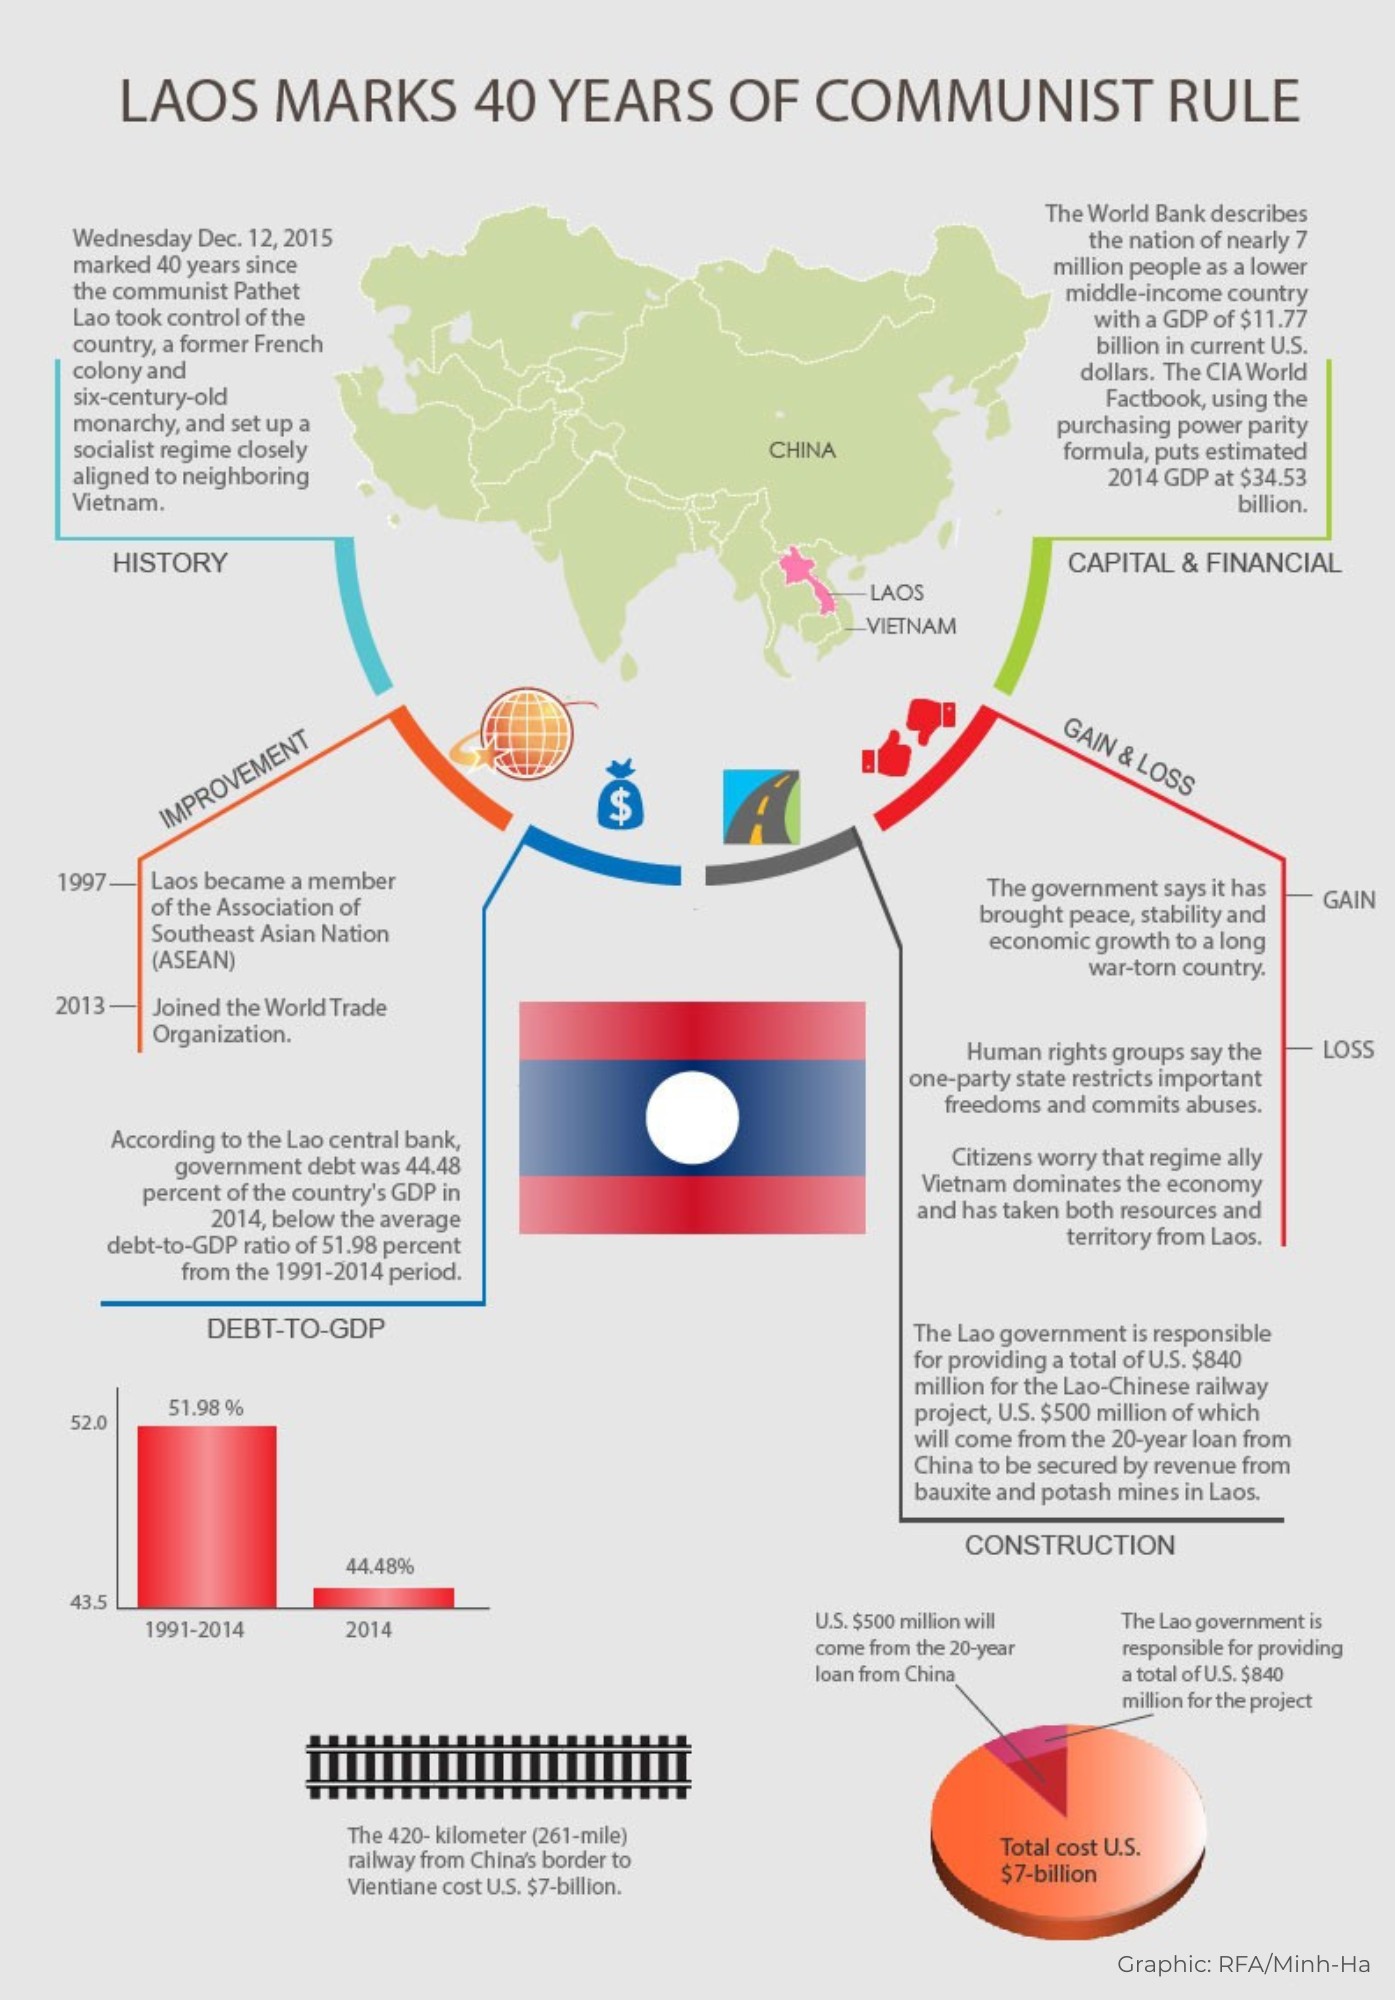 LAOS MARKS 40 YEARS OF COMMUNIST RULE
Wednesday Dec. 12, 2015
marked 40 years since
the communist Pathet
Lao took control of the
country, a former French
colony and
six-century-old
monarchy, and set up a
socialist regime closely
aligned to neighboring
Vietnam.
HISTORY
The World Bank describes
the nation of nearly 7
million people as a lower
middle-income country
with a GDP of $11.77
billion in current U.S.
dollars. The CIA World
Factbook, using the
purchasing power parity
formula, puts estimated
2014 GDP at $34.53
billion.
CAPITAL & FINANCIAL
CHINA
LAOS
VIETNAM
IMPROVEMENT
1997
Laos became a member
of the Association of
Southeast Asian Nation
(ASEAN)
2013
Joined the World Trade
Organization.
$
GAIN & LOSS
The government says it has
brought peace, stability and
economic growth to a long
war-torn country.
GAIN
Human rights groups say the
one-party state restricts important
freedoms and commits abuses.
LOSS
Citizens worry that regime ally
Vietnam dominates the economy
and has taken both resources and
territory from Laos.
According to the Lao central bank,
government debt was 44.48
percent of the country's GDP in
2014, below the average
debt-to-GDP ratio of 51.98 percent
from the 1991-2014 period.
DEBT-TO-GDP
52.0
51.98 %
44.48%
43.5
1991-2014
2014
The Lao government is responsible
for providing a total of U.S. $840
million for the Lao-Chinese railway
project, U.S. $500 million of which
will come from the 20-year loan from
China to be secured by revenue from
bauxite and potash mines in Laos.
CONSTRUCTION
U.S. $500 million will
come from the 20-year
loan from China
The Lao government is
responsible for providing
a total of U.S. $840
million for the project
Total cost U.S.
$7-billion
The 420- kilometer (261-mile)
railway from China's border to
Vientiane cost U.S. $7-billion.
Graphic: RFA/Minh-Ha